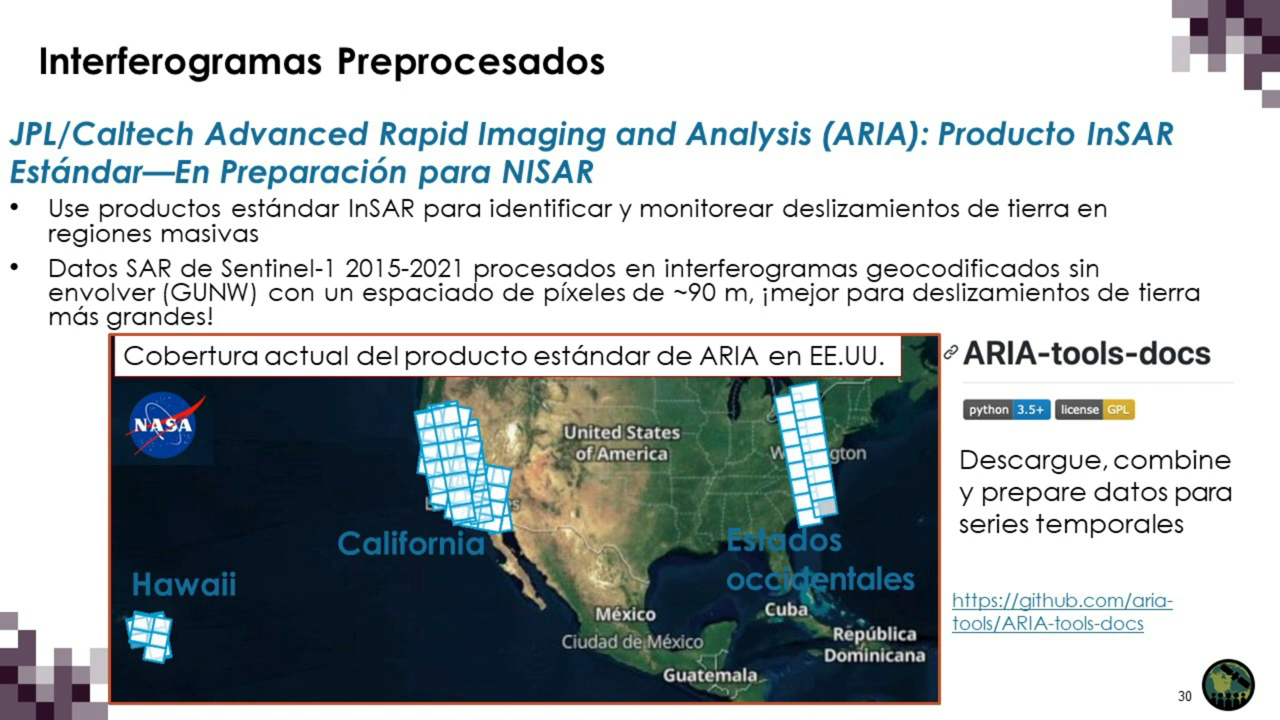 Interferogramas Preprocesados
JPL/Caltech Advanced Rapid Imaging and Analysis (ARIA): Producto InSAR
Estándar—En Preparación para NISAR
• Use productos estándar InSAR para identificar y monitorear deslizamientos de tierra en
regiones masivas
• Datos SAR de Sentinel-1 2015-2021 procesados en interferogramas geocodificados sin
envolver (GUNW) con un espaciado de píxeles de ~90 m, ¡mejor para deslizamientos de tierra
más grandes!
Cobertura actual del producto estándar de ARIA en EE.UU.
NASA
United States
of America
California
Hawaii
Estados
occidentales
México
Ciudad de México
Cuba
República
Dominicana
Guatemala
ARIA-tools-docs
python 3.5+ license GPL
Descargue, combine
y prepare datos para
series temporales
https://github.com/aria-
tools/ARIA-tools-docs
30